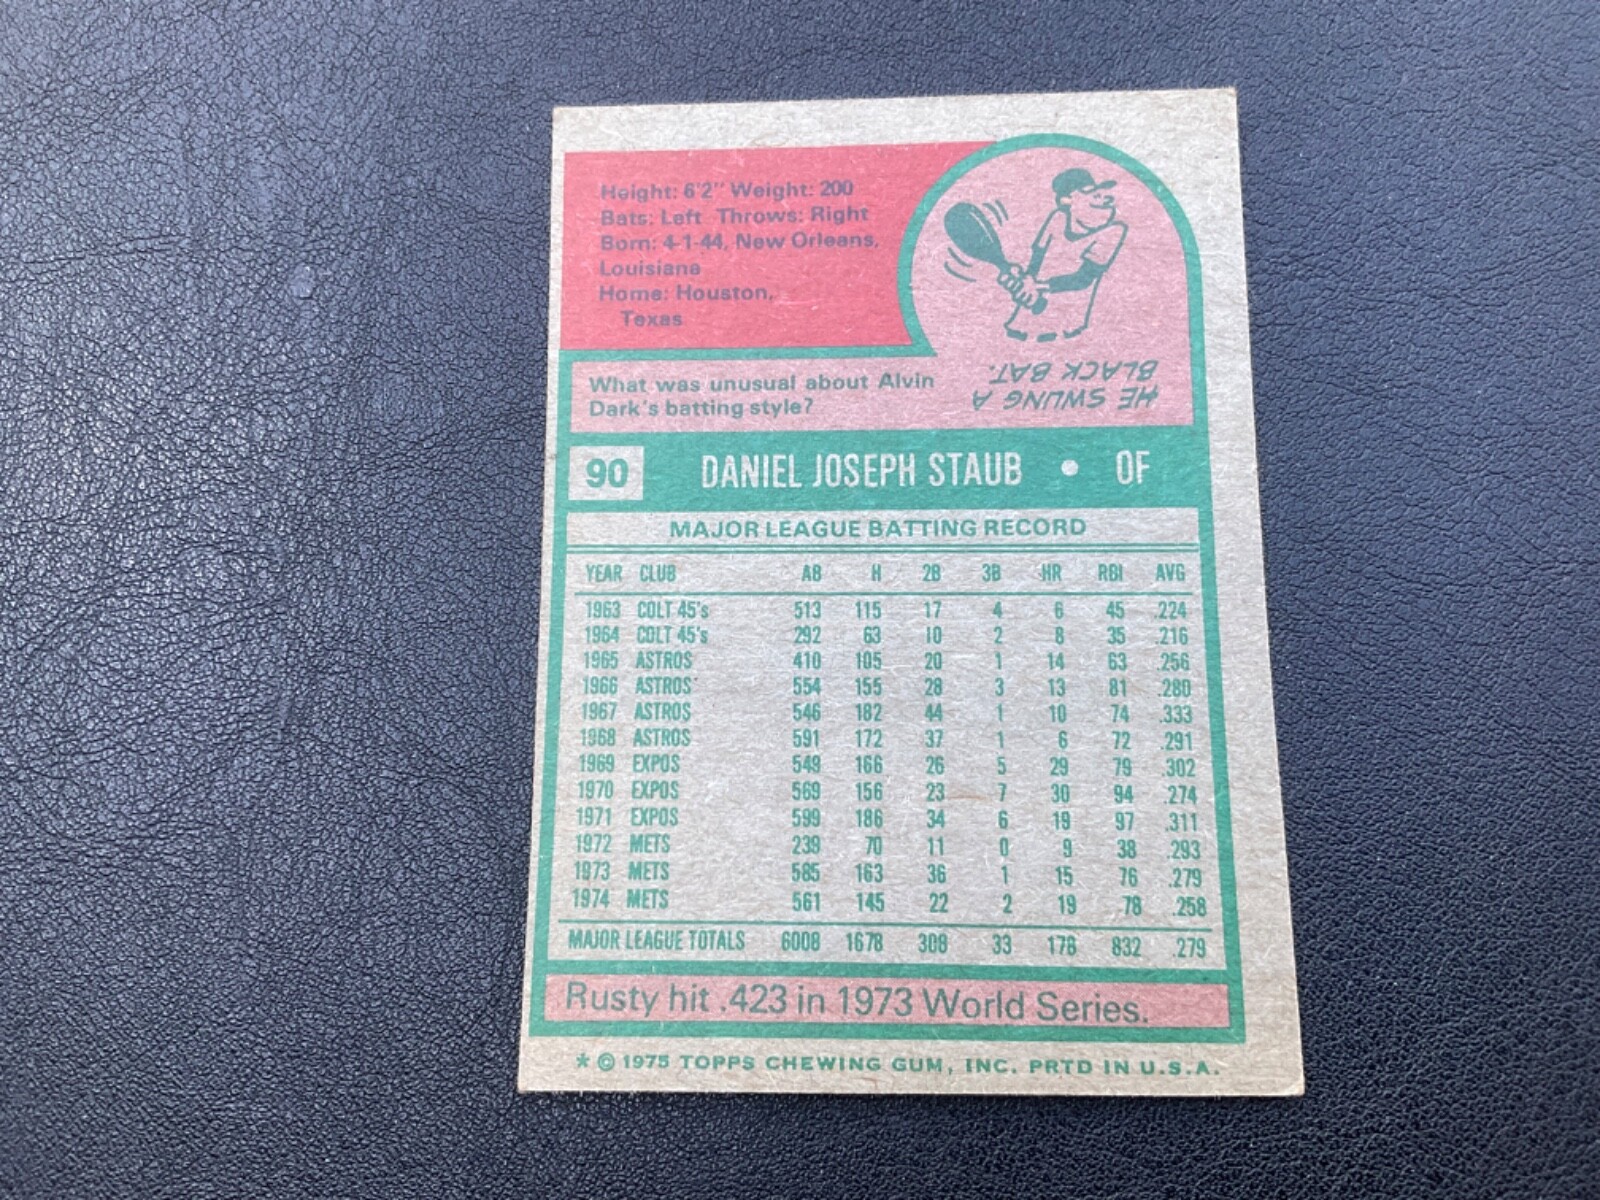 Height: 6'2" Weight: 200
Bats: Left Throws: Right
Born: 4-1-44, New Orleans,
Louisiana
Home: Houston,
Texas
What was unusual about Alvin
Dark's batting style?
HE SWUNG A
BLACK BAT.
90 DANIEL JOSEPH STAUB • OF
MAJOR LEAGUE BATTING RECORD
YEAR CLUB AB H 2B 3B HR RBI AVG
1963 COLT 45's 513 115 17 4 6 45 .224
1964 COLT 45's 292 63 10 2 8 35 .216
1965 ASTROS 410 105 20 1 14 63 .256
1966 ASTROS 554 155 28 3 13 81 .280
1967 ASTROS 546 182 44 1 10 74 .333
1968 ASTROS 591 172 37 1 6 72 .291
1969 EXPOS 549 166 26 5 29 79 .302
1970 EXPOS 569 156 23 7 30 94 .274
1971 EXPOS 599 186 34 6 19 97 .311
1972 METS 239 70 11 0 9 38 .293
1973 METS 585 163 36 1 15 76 .279
1974 METS 561 145 22 2 19 78 .258
MAJOR LEAGUE TOTALS 6008 1678 308 33 178 832 .279
Rusty hit .423 in 1973 World Series.
* © 1975 TOPPS CHEWING GUM, INC. PRTD IN U.S.A.